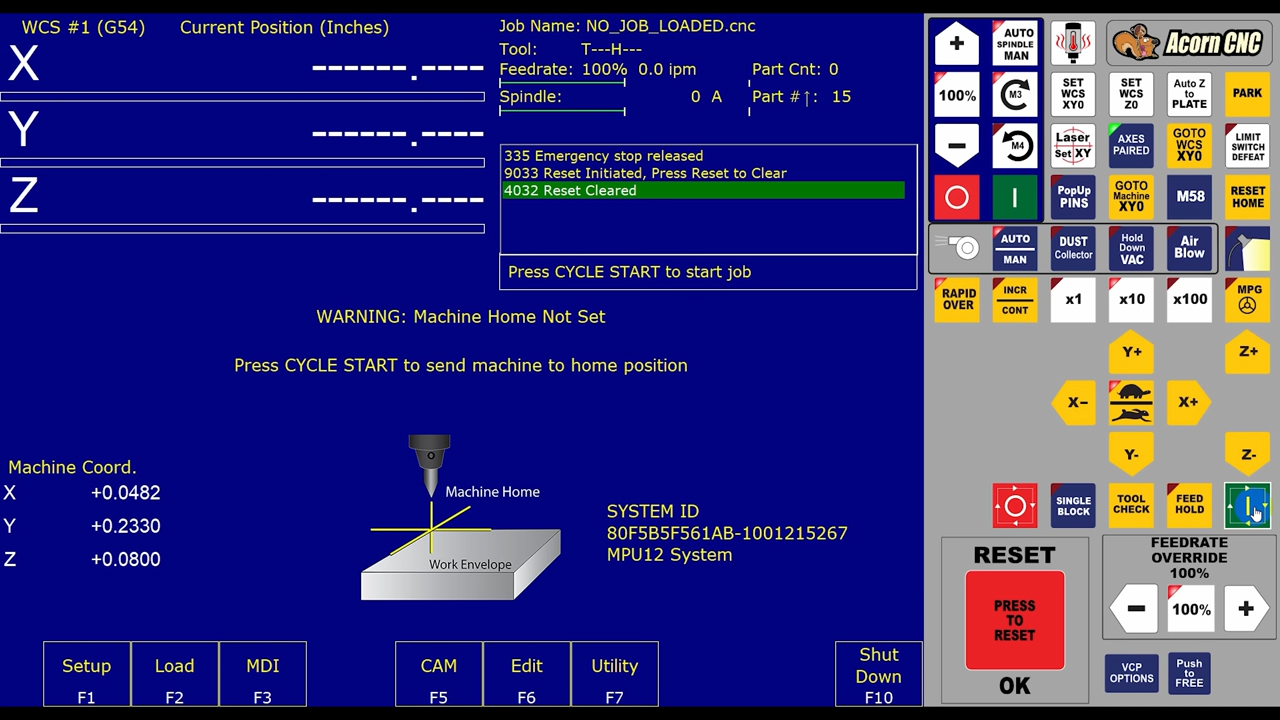 WCS #1 (G54) Current Position (Inches)
X ------.----
Y ------.----
Z ------.----
Job Name: NO_JOB_LOADED.cnc
Tool: T---H---
Feedrate: 100% 0.0 ipm Part Cnt: 0
Spindle: 0 A Part #↑: 15
335 Emergency stop released
9033 Reset Initiated, Press Reset to Clear
4032 Reset Cleared
Press CYCLE START to start job
WARNING: Machine Home Not Set
Press CYCLE START to send machine to home position
Machine Coord.
X +0.0482
Y +0.2330
Z +0.0800
Machine Home
Work Envelope
SYSTEM ID
80F5B5F561AB-1001215267
MPU12 System
Setup
F1
Load
F2
MDI
F3
CAM
F5
Edit
F6
Utility
F7
Shut
Down
F10
+
AUTO
SPINDLE
MAN
Acorn CNC
100%
M3
SET
WCS
XY0
SET
WCS
Z0
Auto Z
to
PLATE
PARK
−
M4
Laser
Set XY
AXES
PAIRED
GOTO
WCS
XY0
LIMIT
SWITCH
DEFEAT
PopUp
PINS
GOTO
Machine
XY0
M58
RESET
HOME
AUTO
MAN
DUST
Collector
Hold
Down
VAC
Air
Blow
RAPID
OVER
INCR
CONT
x1
x10
x100
MPG
Y+
Z+
X−
X+
Y-
Z-
SINGLE
BLOCK
TOOL
CHECK
FEED
HOLD
RESET
PRESS
TO
RESET
OK
FEEDRATE
OVERRIDE
100%
−
100%
+
VCP
OPTIONS
Push
to
FREE